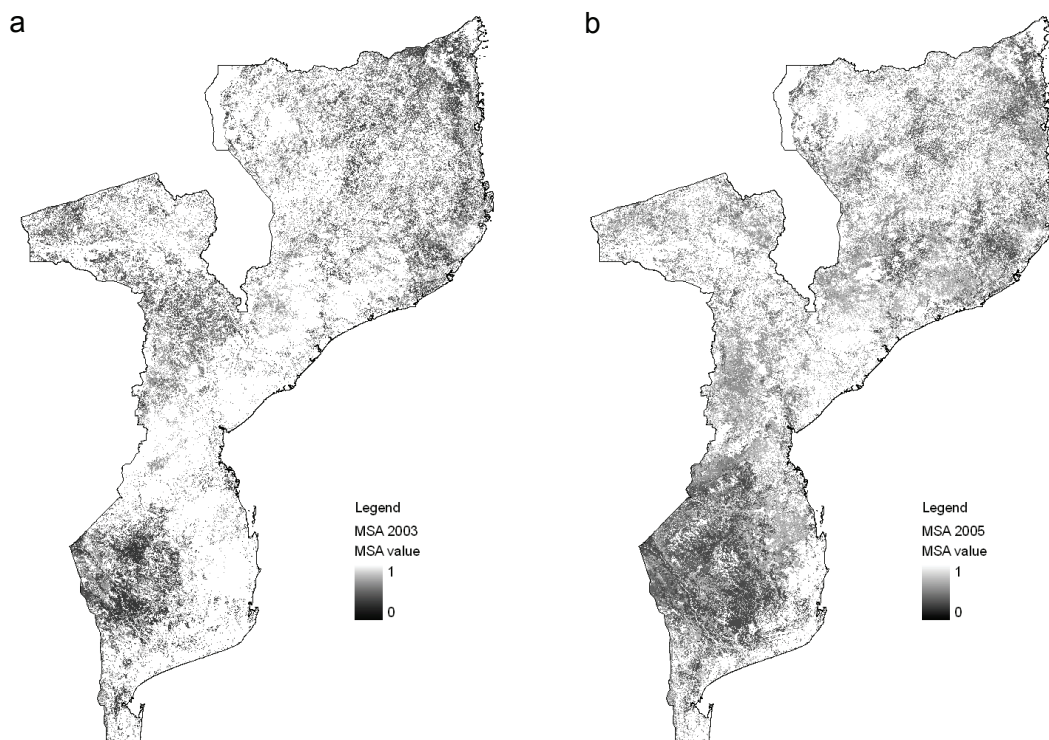 a
b
Legend
MSA 2003
MSA value
1
0
Legend
MSA 2005
MSA value
1
0